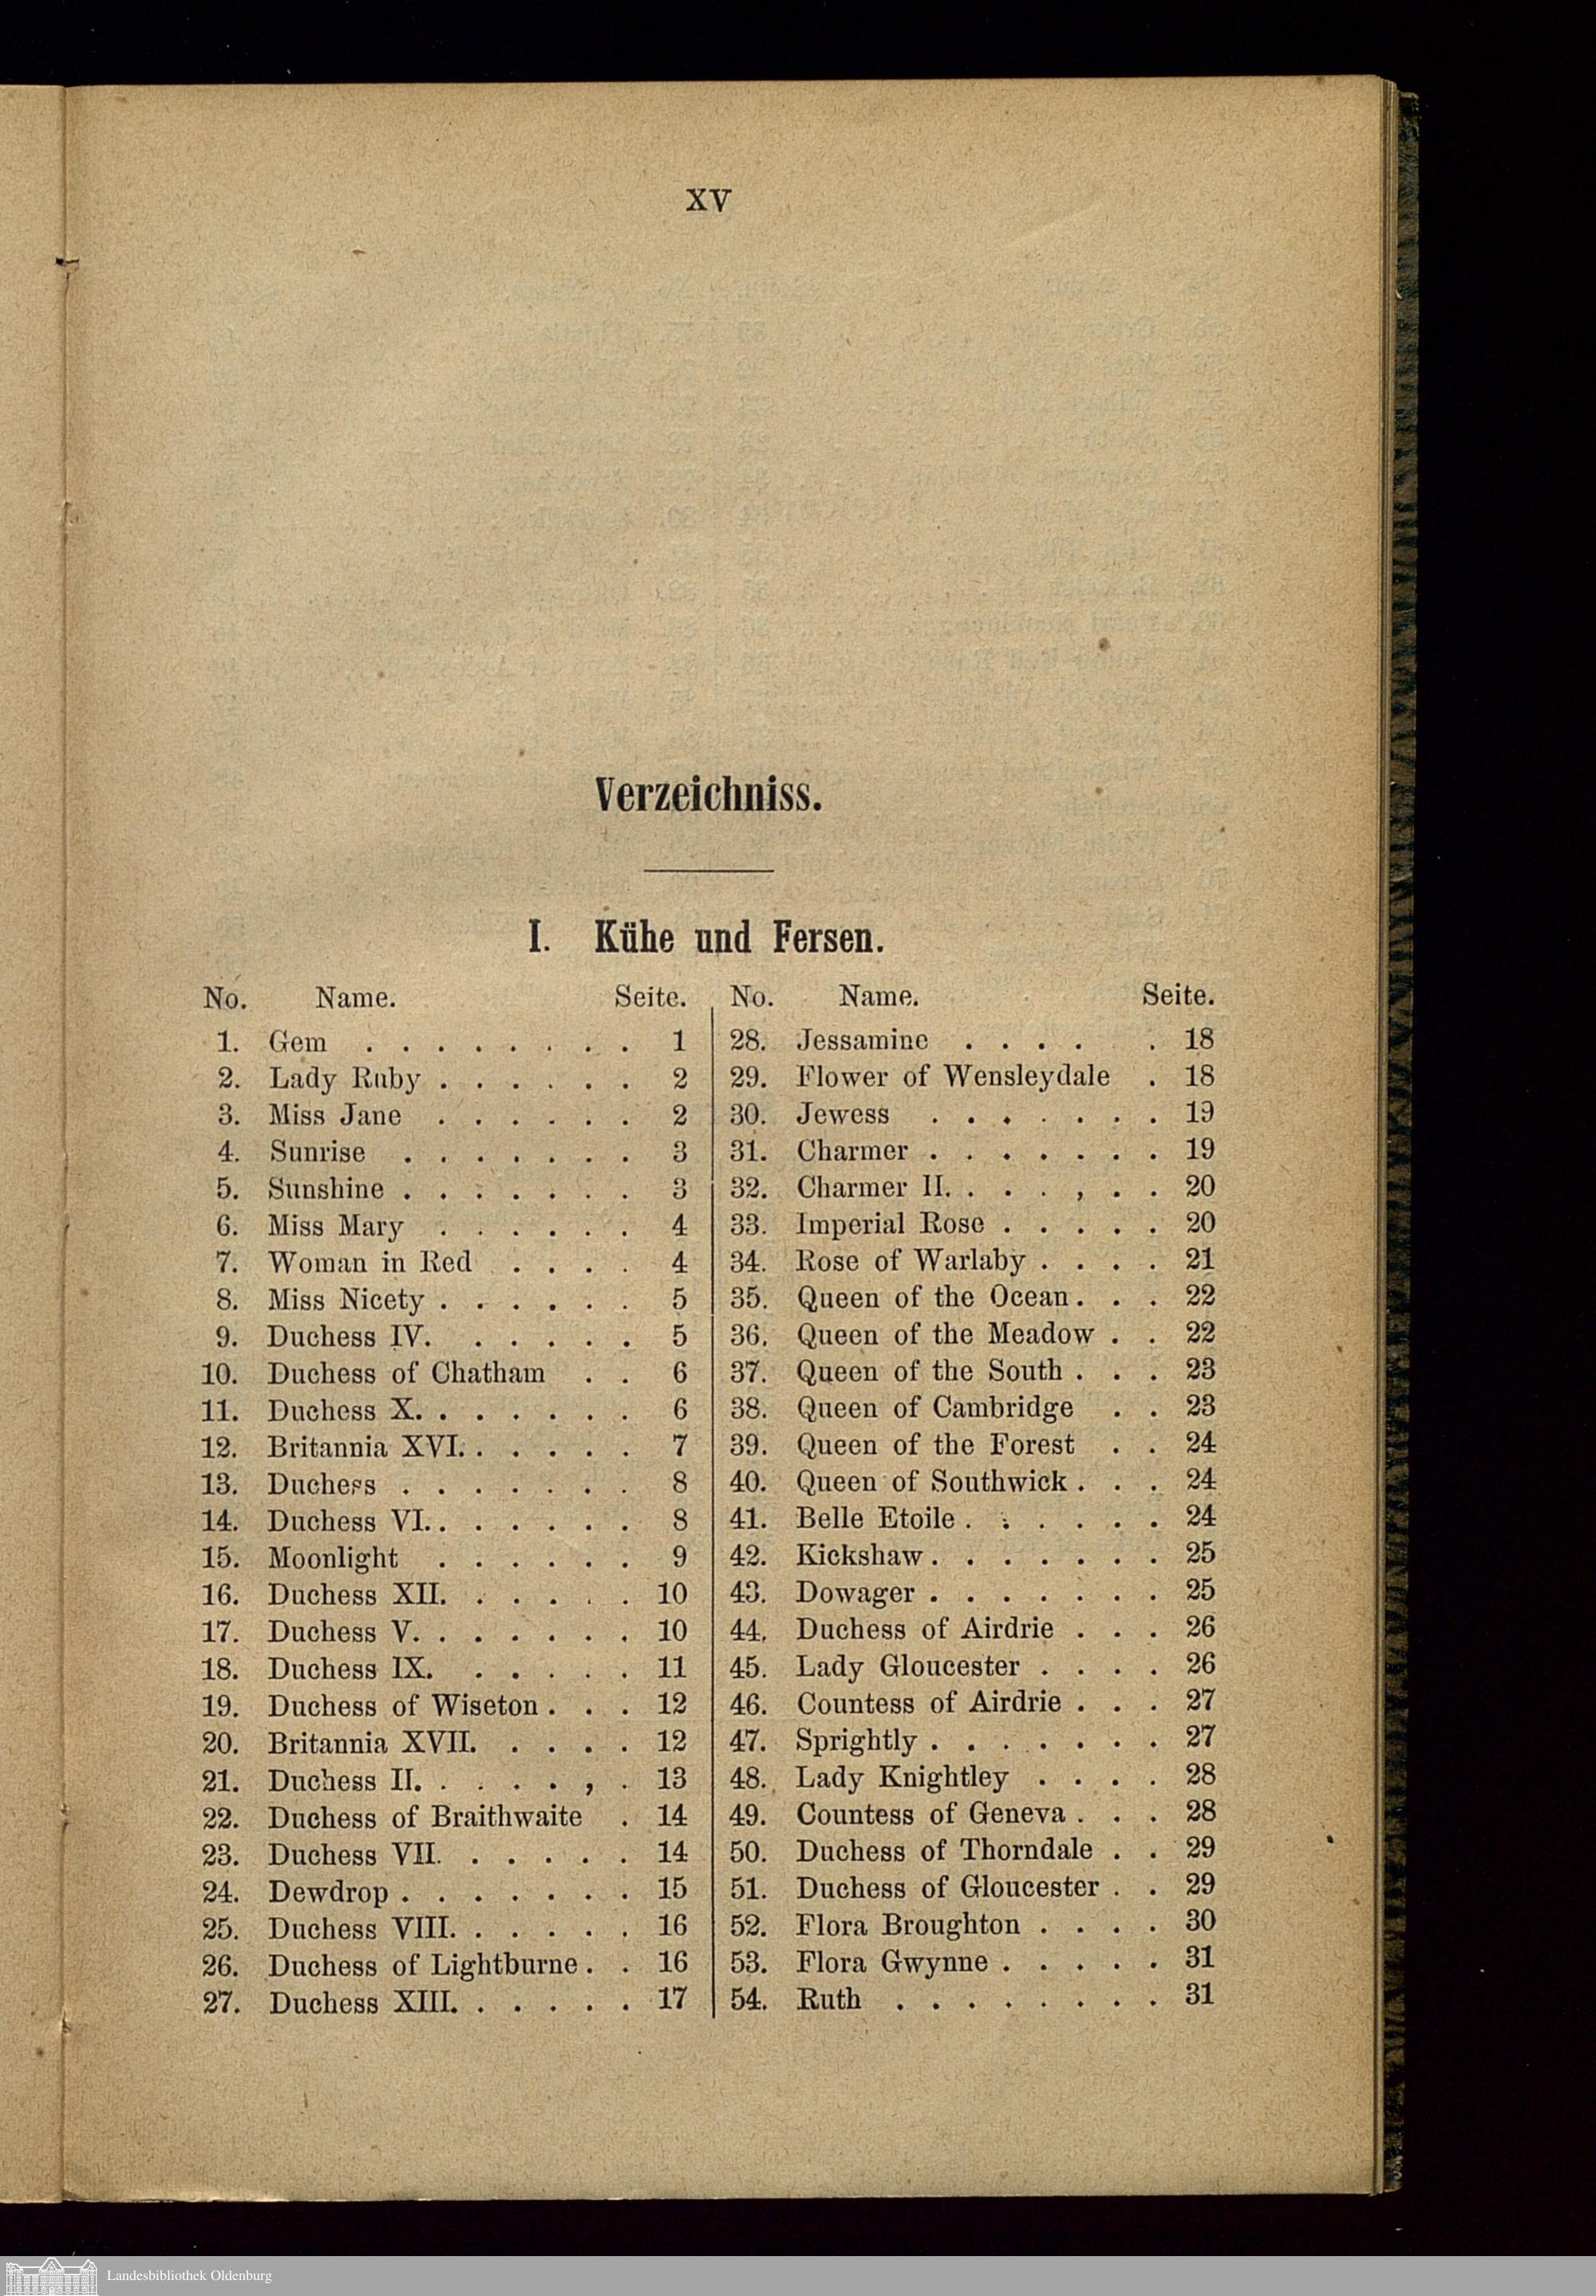 XV
Verzeichniss.
I. Kühe und Fersen.
No. Name. Seite.
1. Gem . . . . . . . . 1
2. Lady Ruby . . . . . . 2
3. Miss Jane . . . . . . 2
4. Sunrise . . . . . . . 3
5. Sunshine . . . . . . . 3
6. Miss Mary . . . . . . 4
7. Woman in Red . . . . 4
8. Miss Nicety . . . . . . 5
9. Duchess IV. . . . . . 5
10. Duchess of Chatham . . 6
11. Duchess X. . . . . . . 6
12. Britannia XVI. . . . . . 7
13. Duchess . . . . . . . 8
14. Duchess VI. . . . . . . 8
15. Moonlight . . . . . . 9
16. Duchess XII. . . . . . 10
17. Duchess V. . . . . . . 10
18. Duchess IX. . . . . . 11
19. Duchess of Wiseton . . . 12
20. Britannia XVII. . . . . 12
21. Duchess II. . . . . , . 13
22. Duchess of Braithwaite . 14
23. Duchess VII. . . . . . 14
24. Dewdrop . . . . . . . 15
25. Duchess VIII. . . . . . 16
26. Duchess of Lightburne . . 16
27. Duchess XIII. . . . . . 17
No. Name. Seite.
28. Jessamine . . . . . 18
29. Flower of Wensleydale . 18
30. Jewess . . . . . . . 19
31. Charmer . . . . . . . 19
32. Charmer II. . . . , . . 20
33. Imperial Rose . . . . . 20
34. Rose of Warlaby . . . . 21
35. Queen of the Ocean . . . 22
36. Queen of the Meadow . . 22
37. Queen of the South . . . 23
38. Queen of Cambridge . . 23
39. Queen of the Forest . . 24
40. Queen of Southwick . . . 24
41. Belle Etoile . . . . . . 24
42. Kickshaw . . . . . . . 25
43. Dowager . . . . . . . 25
44. Duchess of Airdrie . . . 26
45. Lady Gloucester . . . . 26
46. Countess of Airdrie . . . 27
47. Sprightly . . . . . . . 27
48. Lady Knightley . . . . 28
49. Countess of Geneva . . . 28
50. Duchess of Thorndale . . 29
51. Duchess of Gloucester . . 29
52. Flora Broughton . . . . 30
53. Flora Gwynne . . . . . 31
54. Ruth . . . . . . . . 31
Landesbibliothek Oldenburg